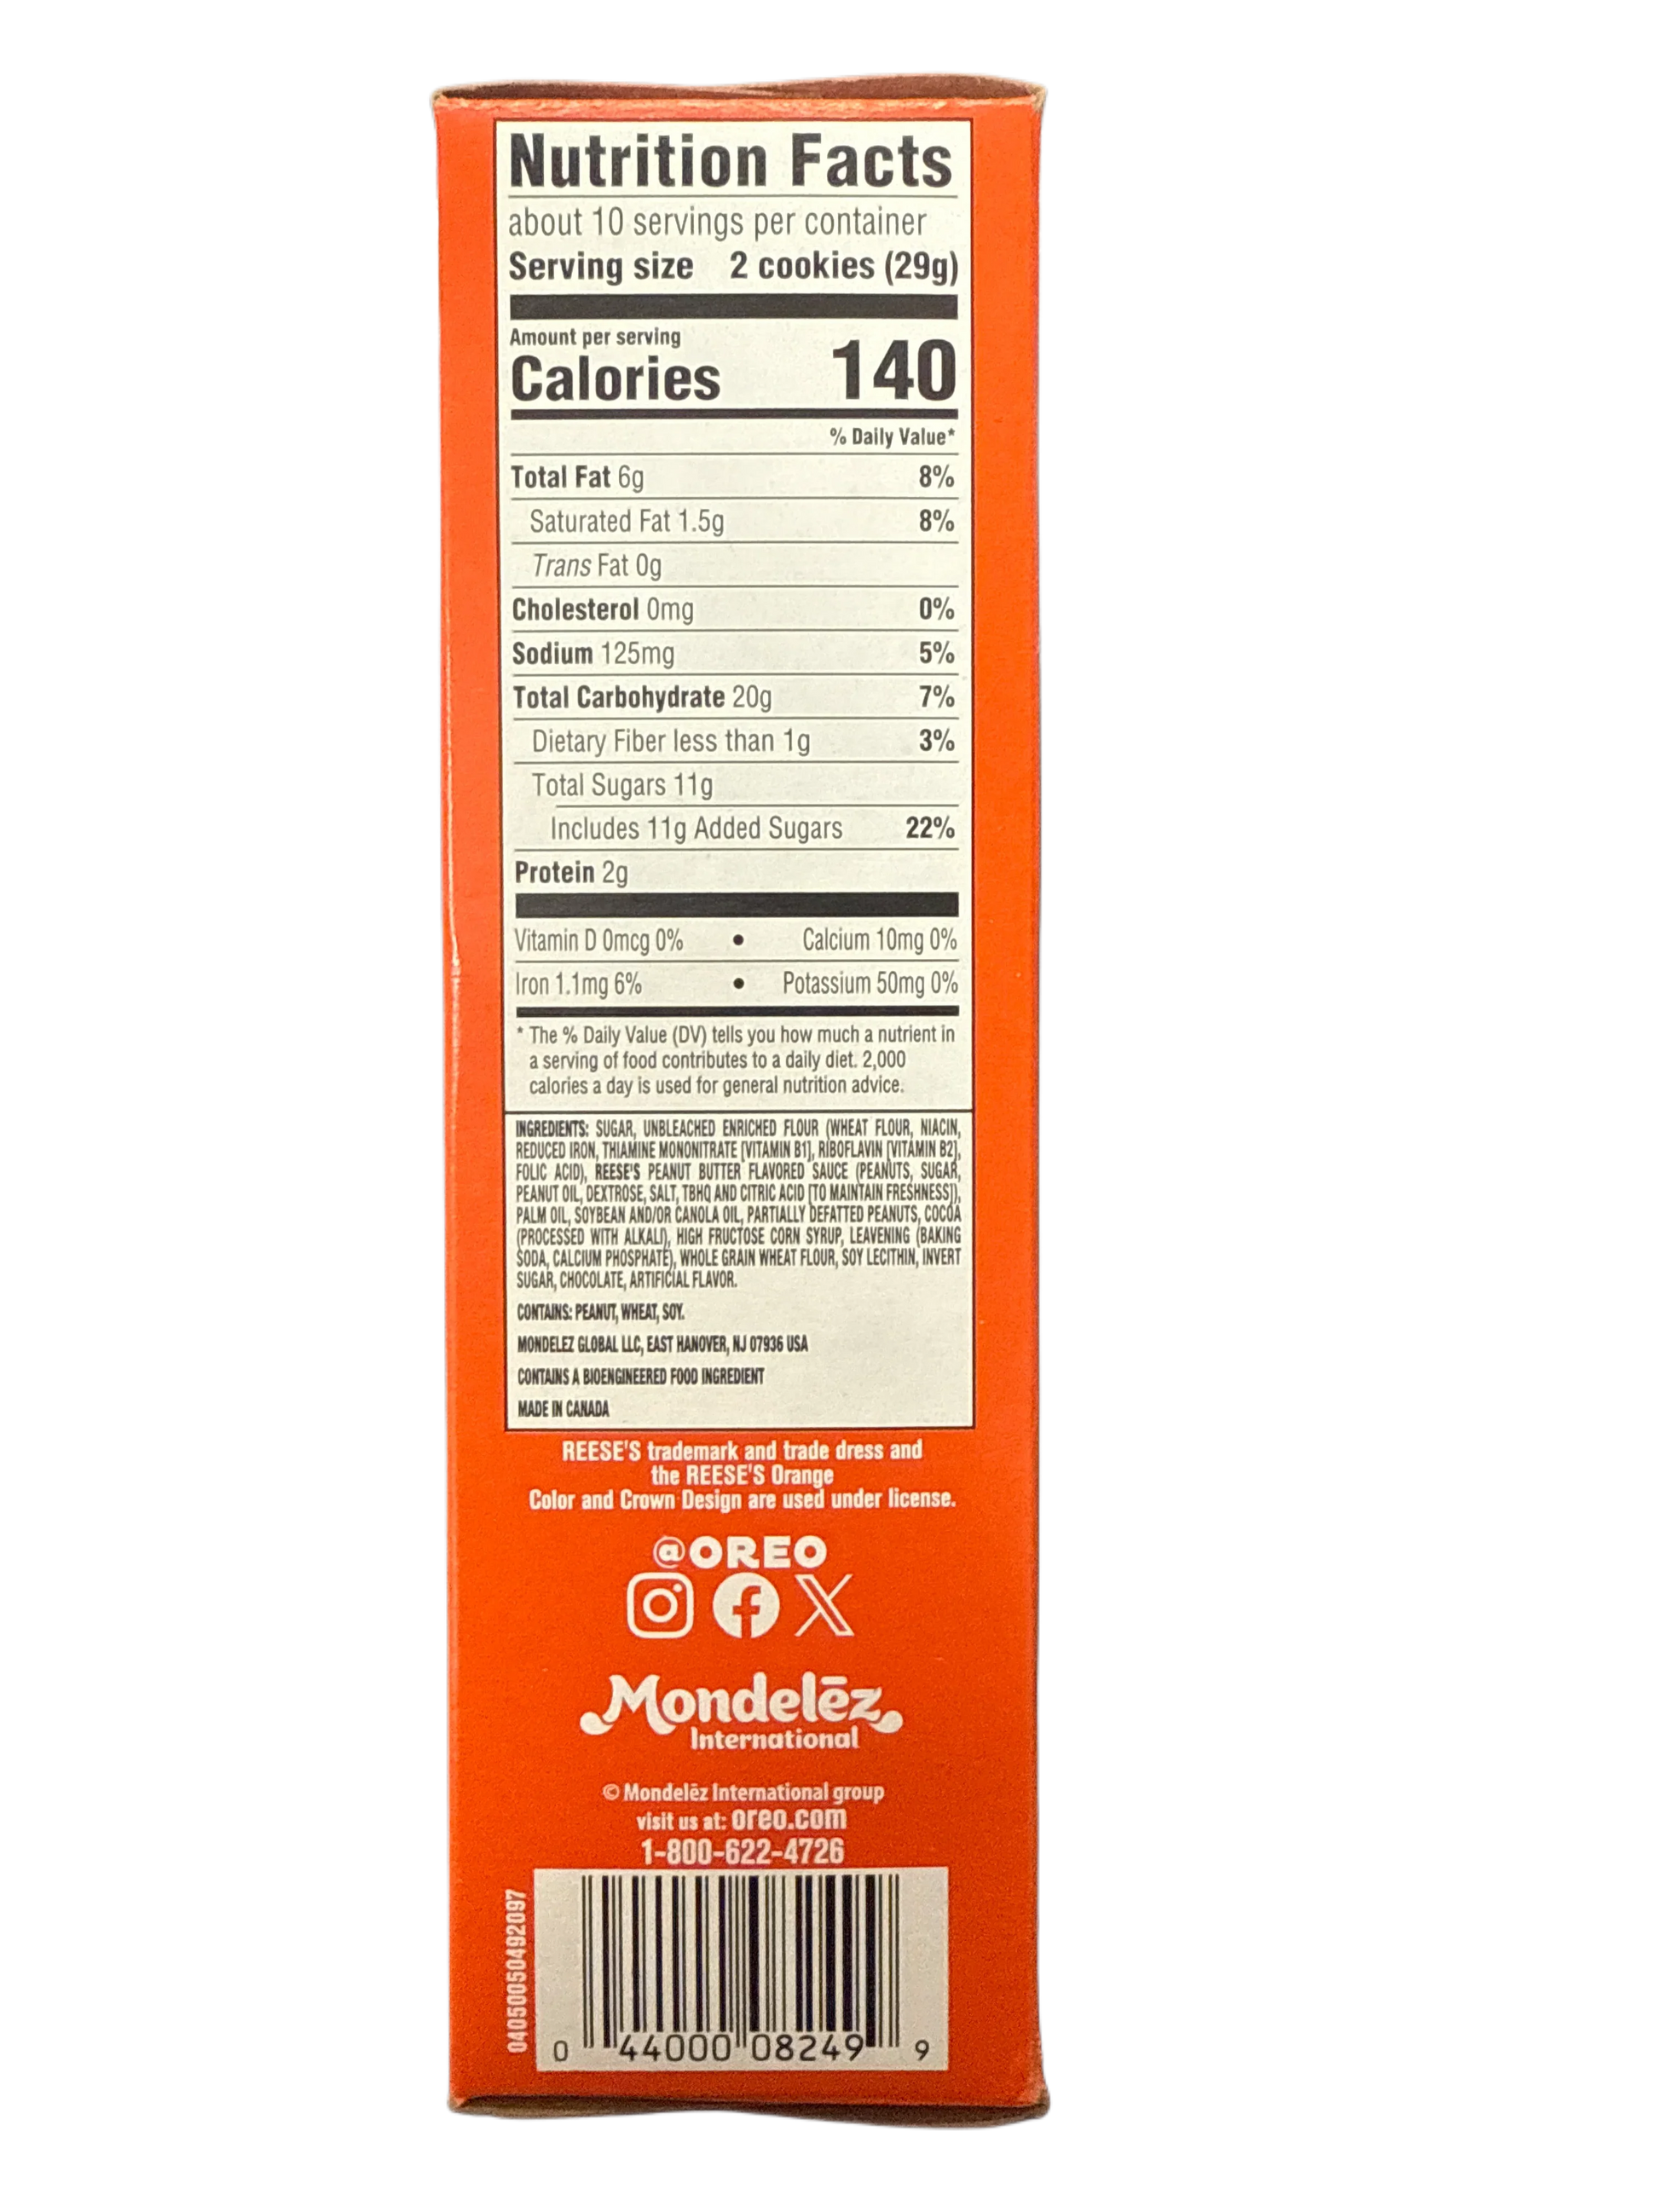 Nutrition Facts
about 10 servings per container
Serving size 2 cookies (29g)
Amount per serving
Calories 140
% Daily Value*
Total Fat 6g 8%
Saturated Fat 1.5g 8%
Trans Fat 0g
Cholesterol 0mg 0%
Sodium 125mg 5%
Total Carbohydrate 20g 7%
Dietary Fiber less than 1g 3%
Total Sugars 11g
Includes 11g Added Sugars 22%
Protein 2g
Vitamin D 0mcg 0% • Calcium 10mg 0%
Iron 1.1mg 6% • Potassium 50mg 0%
* The % Daily Value (DV) tells you how much a nutrient in
a serving of food contributes to a daily diet. 2,000
calories a day is used for general nutrition advice.
INGREDIENTS: SUGAR, UNBLEACHED ENRICHED FLOUR (WHEAT FLOUR, NIACIN,
REDUCED IRON, THIAMINE MONONITRATE [VITAMIN B1], RIBOFLAVIN [VITAMIN B2],
FOLIC ACID), REESE'S PEANUT BUTTER FLAVORED SAUCE (PEANUTS, SUGAR,
PEANUT OIL, DEXTROSE, SALT, TBHQ AND CITRIC ACID [TO MAINTAIN FRESHNESS]),
PALM OIL, SOYBEAN AND/OR CANOLA OIL, PARTIALLY DEFATTED PEANUTS, COCOA
(PROCESSED WITH ALKALI), HIGH FRUCTOSE CORN SYRUP, LEAVENING (BAKING
SODA, CALCIUM PHOSPHATE), WHOLE GRAIN WHEAT FLOUR, SOY LECITHIN, INVERT
SUGAR, CHOCOLATE, ARTIFICIAL FLAVOR.
CONTAINS: PEANUT, WHEAT, SOY.
MONDELEZ GLOBAL LLC, EAST HANOVER, NJ 07936 USA
CONTAINS A BIOENGINEERED FOOD INGREDIENT
MADE IN CANADA
REESE'S trademark and trade dress and
the REESE'S Orange
Color and Crown Design are used under license.
@OREO
Mondelēz
International
© Mondelēz International group
visit us at: oreo.com
1-800-622-4726
04050050492097
0 44000 08249 9